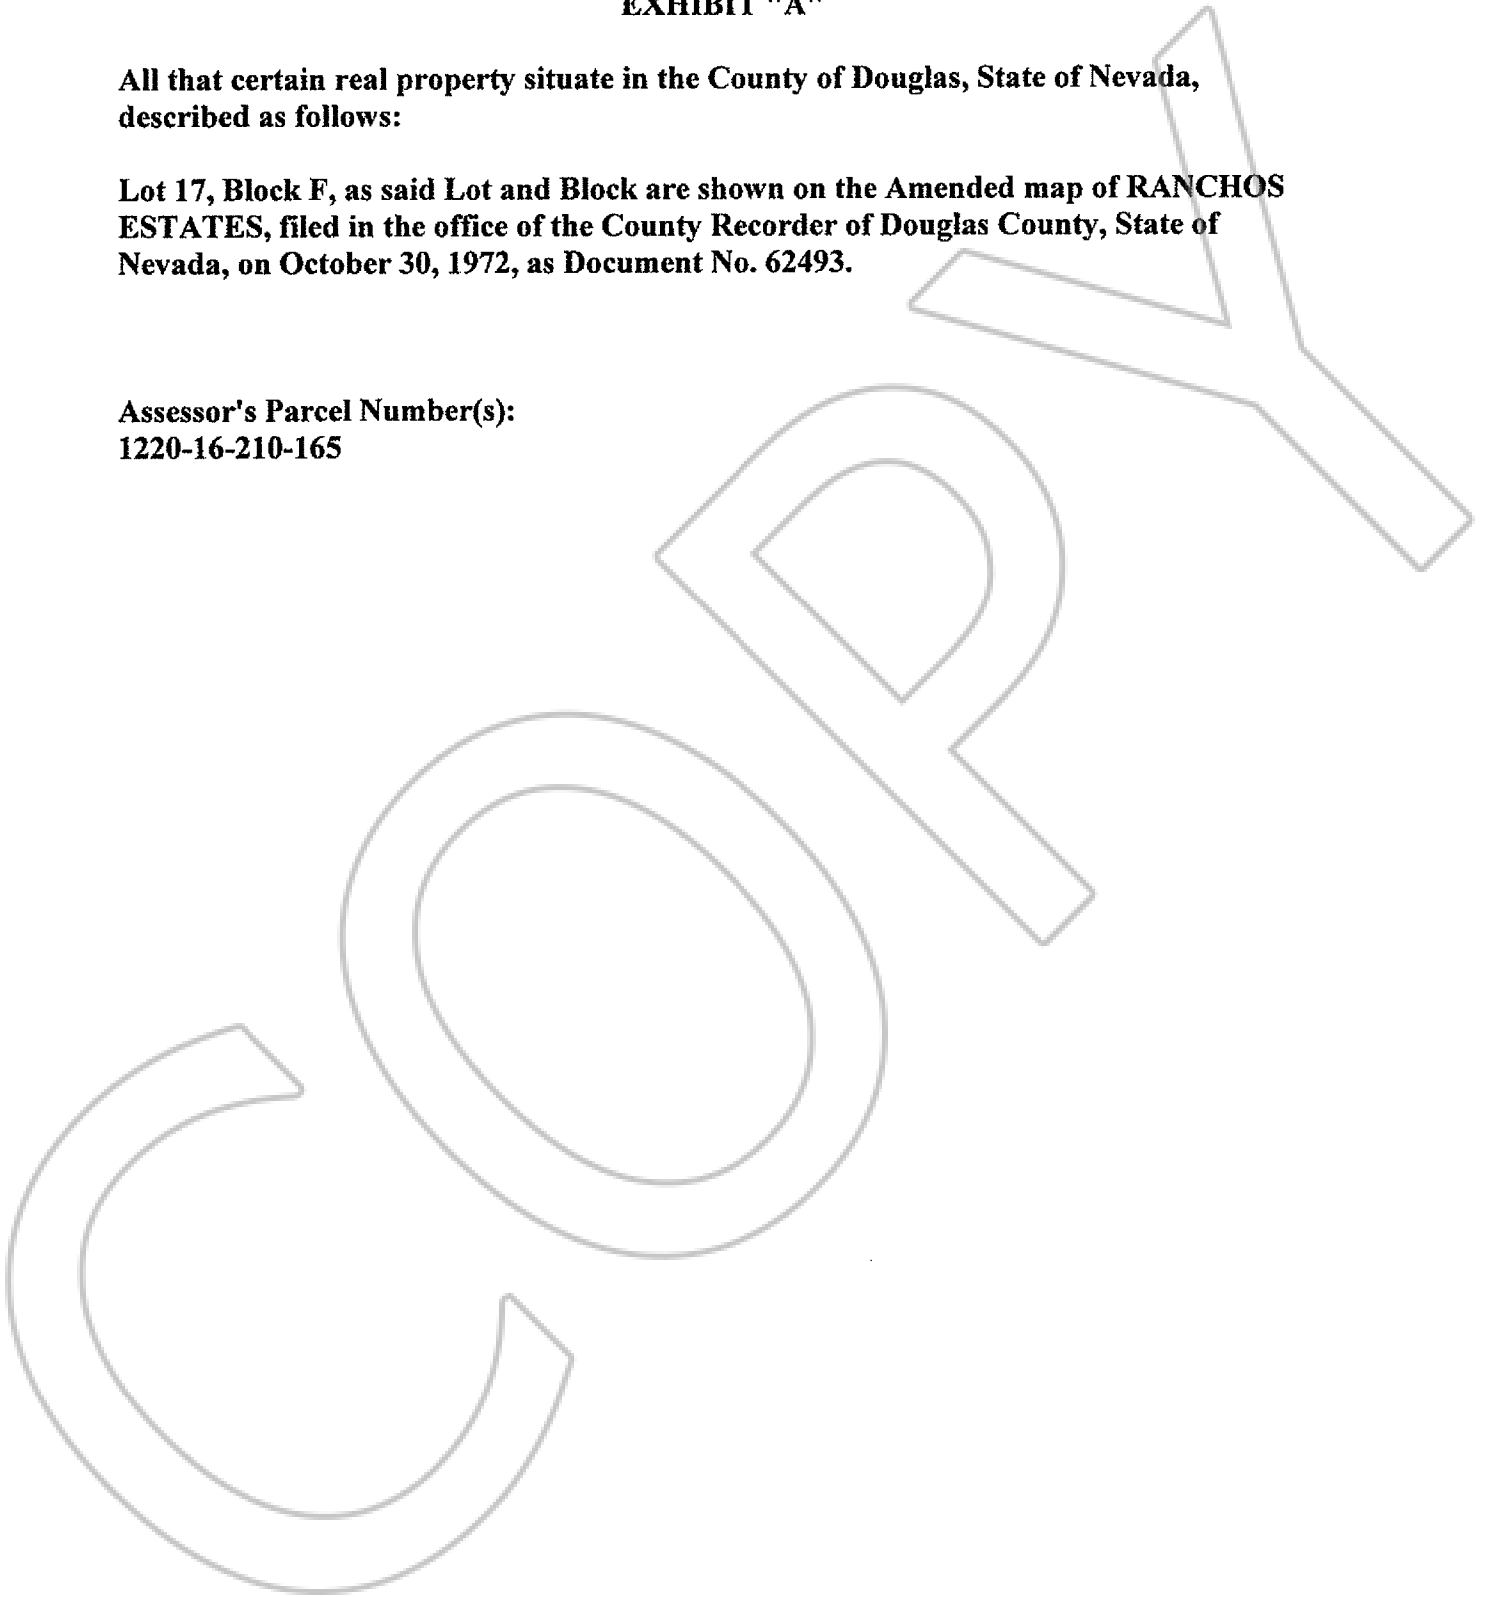 EXHIBIT "A"
All that certain real property situate in the County of Douglas, State of Nevada,
described as follows:
Lot 17, Block F, as said Lot and Block are shown on the Amended map of RANCHOS
ESTATES, filed in the office of the County Recorder of Douglas County, State of
Nevada, on October 30, 1972, as Document No. 62493.
Assessor's Parcel Number(s):
1220-16-210-165
COPY